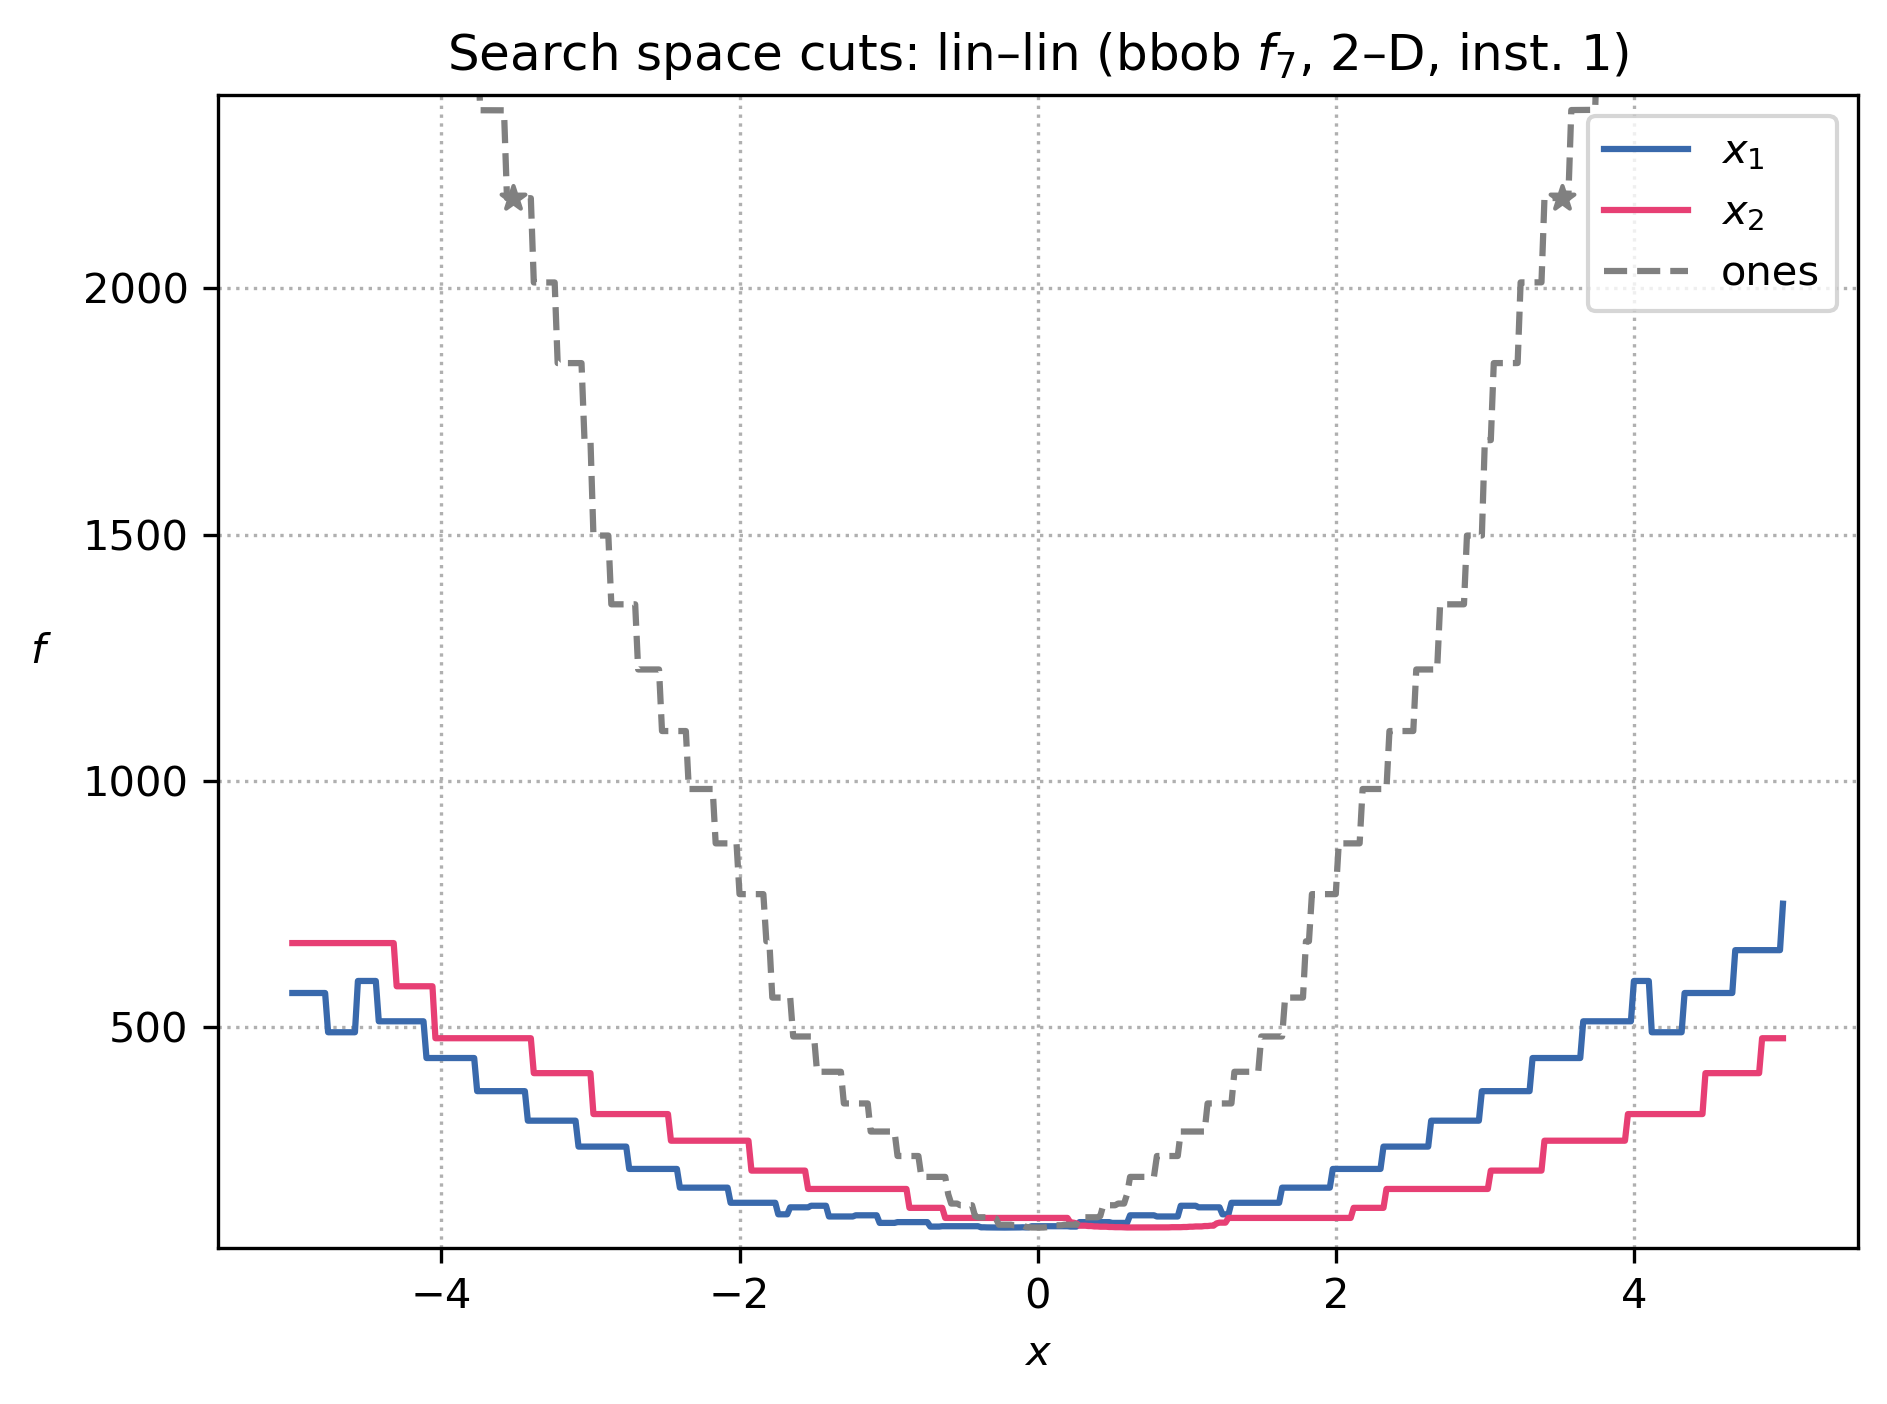 Search space cuts: lin–lin (bbob f₇, 2–D, inst. 1)
x₁
x₂
ones
2000
1500
1000
500
f
−4
−2
0
2
4
x